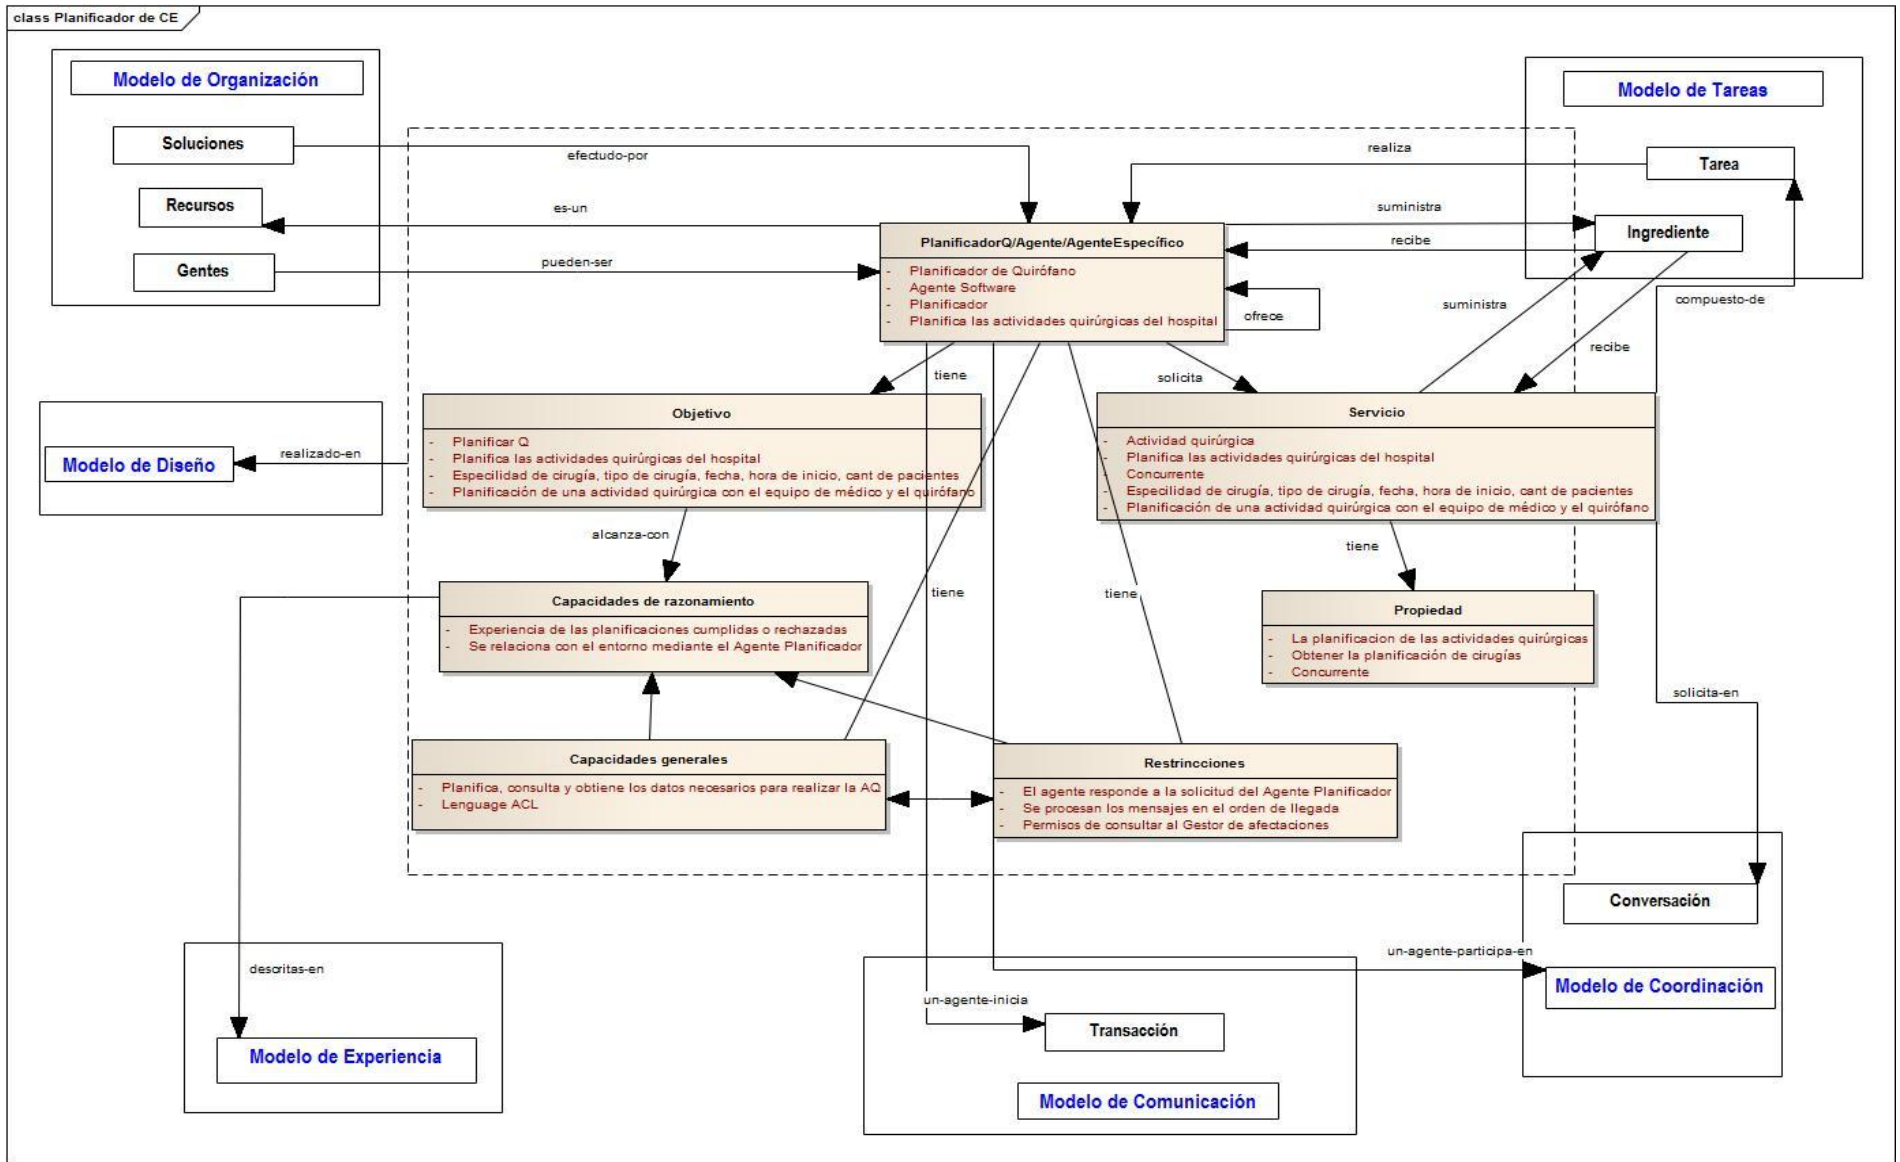 class Planificador de CE
Modelo de Organización
Soluciones
Recursos
Gentes
efectudo-por
es-un
pueden-ser
Modelo de Tareas
Tarea
Ingrediente
realiza
suministra
recibe
PlanificadorQ/Agente/AgenteEspecífico
- Planificador de Quirófano
- Agente Software
- Planificador
- Planifica las actividades quirúrgicas del hospital
ofrece
suministra
recibe
compuesto-de
tiene
solicita
Objetivo
- Planificar Q
- Planifica las actividades quirúrgicas del hospital
- Especilidad de cirugía, tipo de cirugía, fecha, hora de inicio, cant de pacientes
- Planificación de una actividad quirúrgica con el equipo de médico y el quirófano
Servicio
- Actividad quirúrgica
- Planifica las actividades quirúrgicas del hospital
- Concurrente
- Especilidad de cirugía, tipo de cirugía, fecha, hora de inicio, cant de pacientes
- Planificación de una actividad quirúrgica con el equipo de médico y el quirófano
Modelo de Diseño
realizado-en
alcanza-con
tiene
tiene
tiene
Capacidades de razonamiento
- Experiencia de las planificaciones cumplidas o rechazadas
- Se relaciona con el entorno mediante el Agente Planificador
Propiedad
- La planificacion de las actividades quirúrgicas
- Obtener la planificación de cirugías
- Concurrente
solicita-en
Capacidades generales
- Planifica, consulta y obtiene los datos necesarios para realizar la AQ
- Lenguage ACL
Restrincciones
- El agente responde a la solicitud del Agente Planificador
- Se procesan los mensajes en el orden de llegada
- Permisos de consultar al Gestor de afectaciones
Conversación
un-agente-participa-en
Modelo de Coordinación
descritas-en
Modelo de Experiencia
un-agente-inicia
Transacción
Modelo de Comunicación